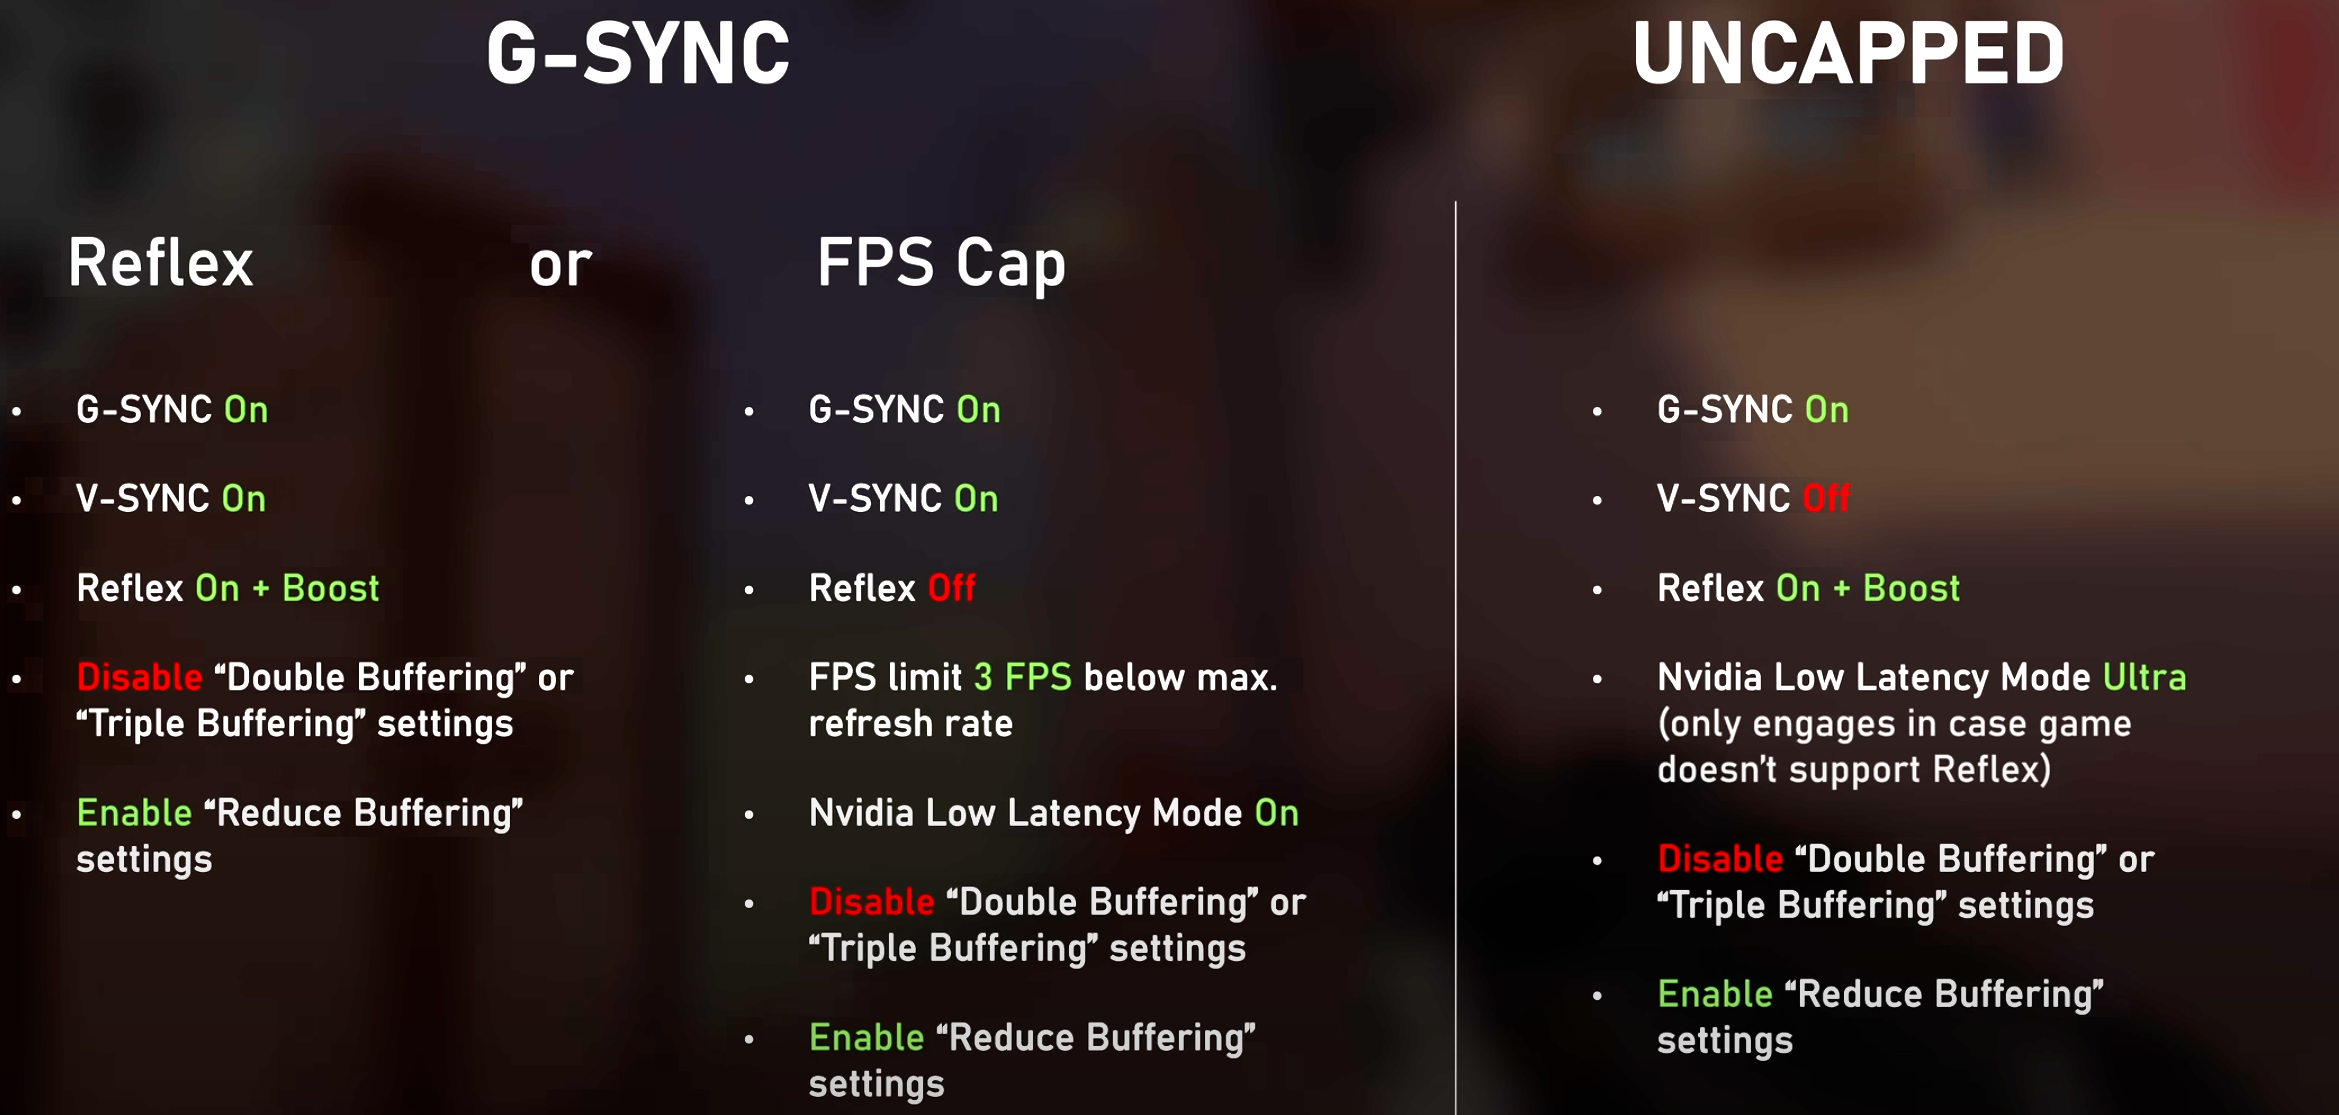 G-SYNC
UNCAPPED
Reflex or FPS Cap
• G-SYNC On
• V-SYNC On
• Reflex On + Boost
• Disable “Double Buffering” or
“Triple Buffering” settings
• Enable “Reduce Buffering”
settings
• G-SYNC On
• V-SYNC On
• Reflex Off
• FPS limit 3 FPS below max.
refresh rate
• Nvidia Low Latency Mode On
• Disable “Double Buffering” or
“Triple Buffering” settings
• Enable “Reduce Buffering”
settings
• G-SYNC On
• V-SYNC Off
• Reflex On + Boost
• Nvidia Low Latency Mode Ultra
(only engages in case game
doesn’t support Reflex)
• Disable “Double Buffering” or
“Triple Buffering” settings
• Enable “Reduce Buffering”
settings